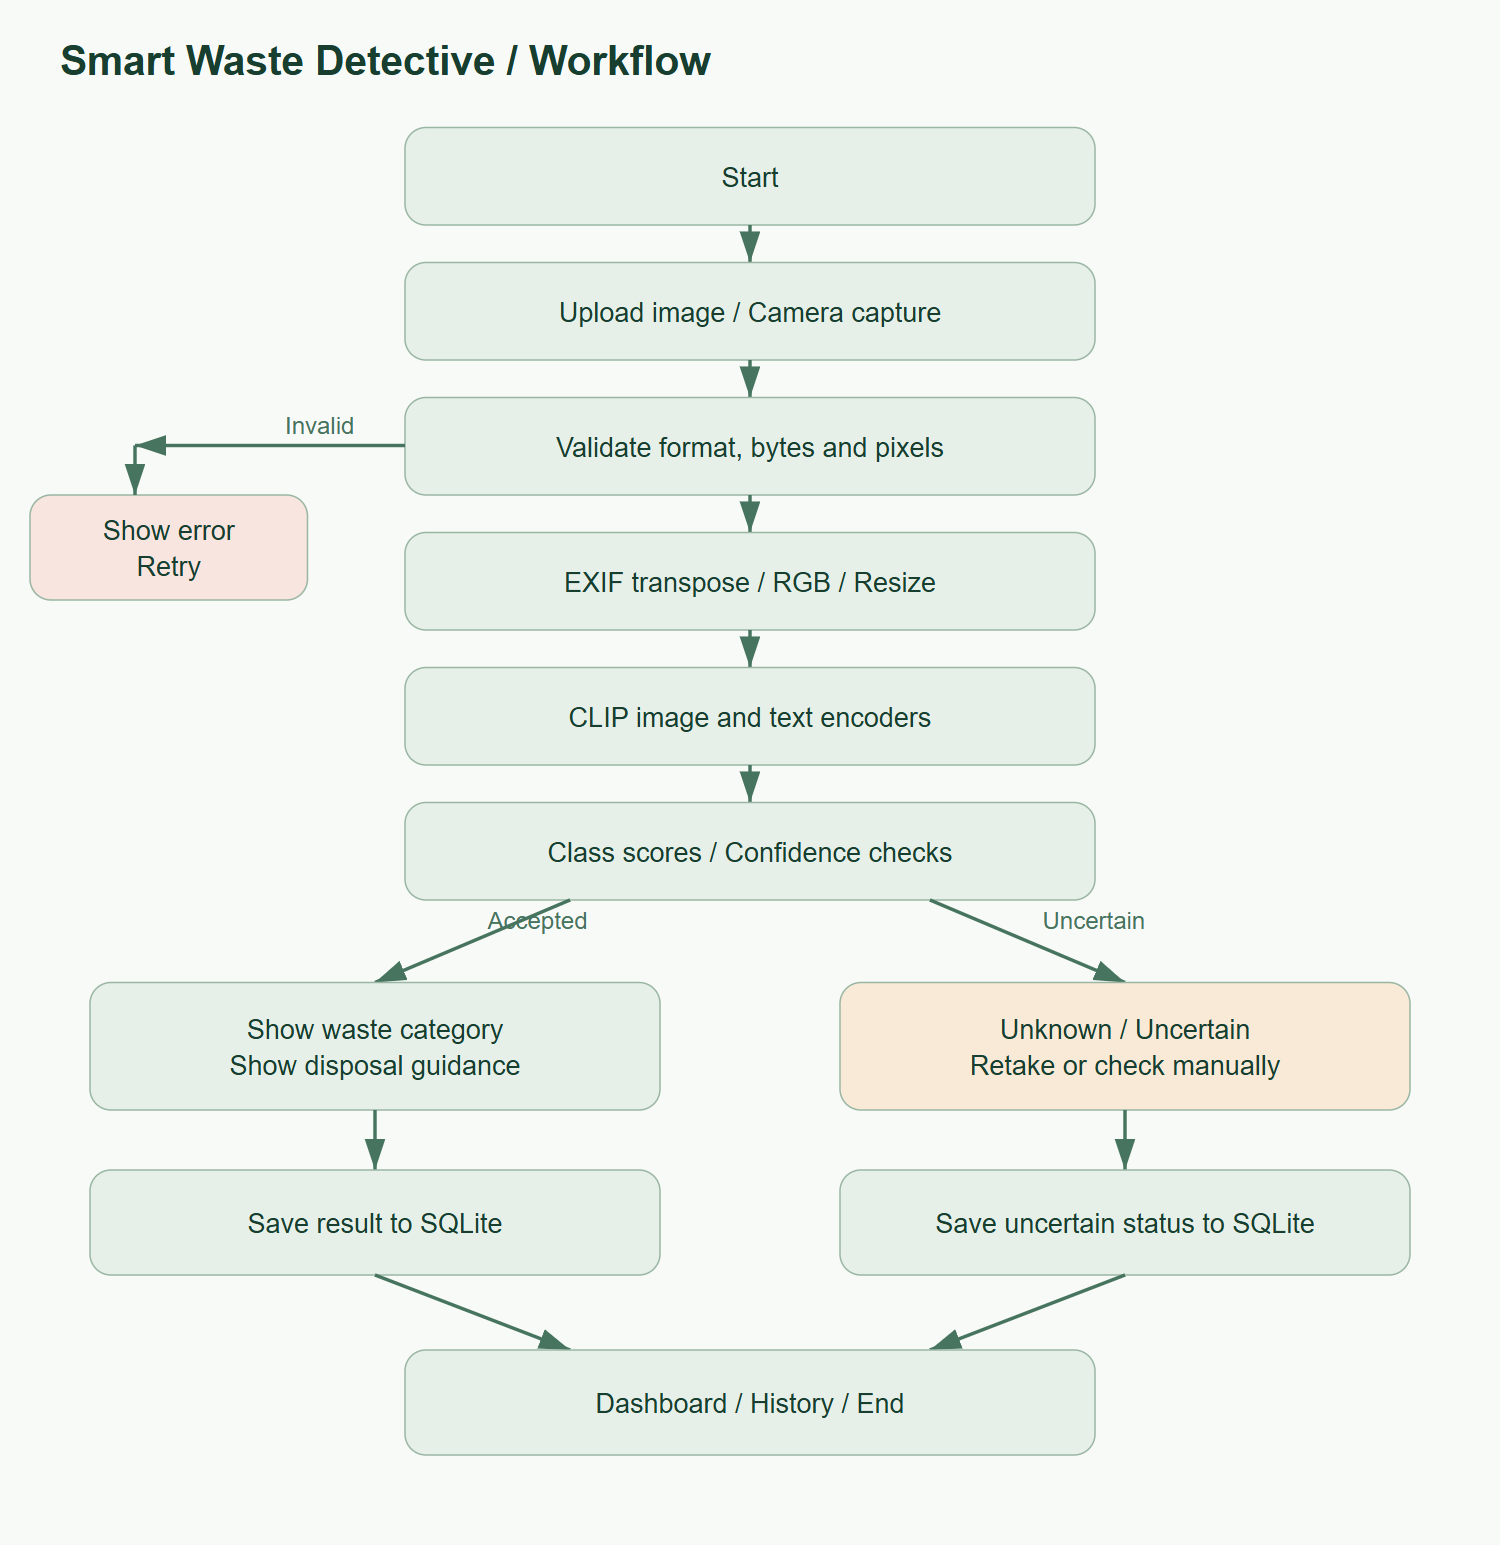 Smart Waste Detective / Workflow
Start
Upload image / Camera capture
Invalid
Validate format, bytes and pixels
Show error
Retry
EXIF transpose / RGB / Resize
CLIP image and text encoders
Class scores / Confidence checks
Accepted
Uncertain
Show waste category
Show disposal guidance
Unknown / Uncertain
Retake or check manually
Save result to SQLite
Save uncertain status to SQLite
Dashboard / History / End